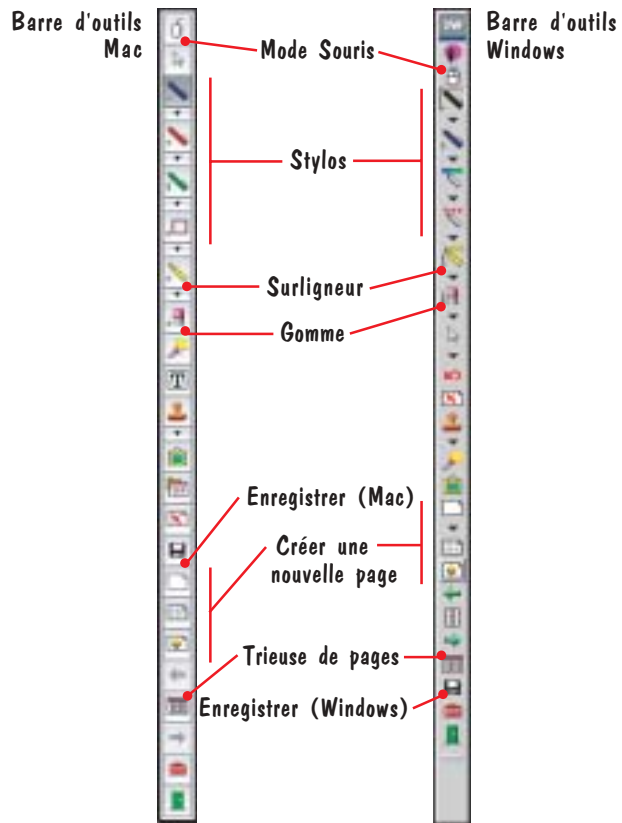 Barre d'outils
Mac
Barre d'outils
Windows
Mode Souris
Stylos
Surligneur
Gomme
T
Enregistrer (Mac)
Créer une
nouvelle page
Trieuse de pages
Enregistrer (Windows)